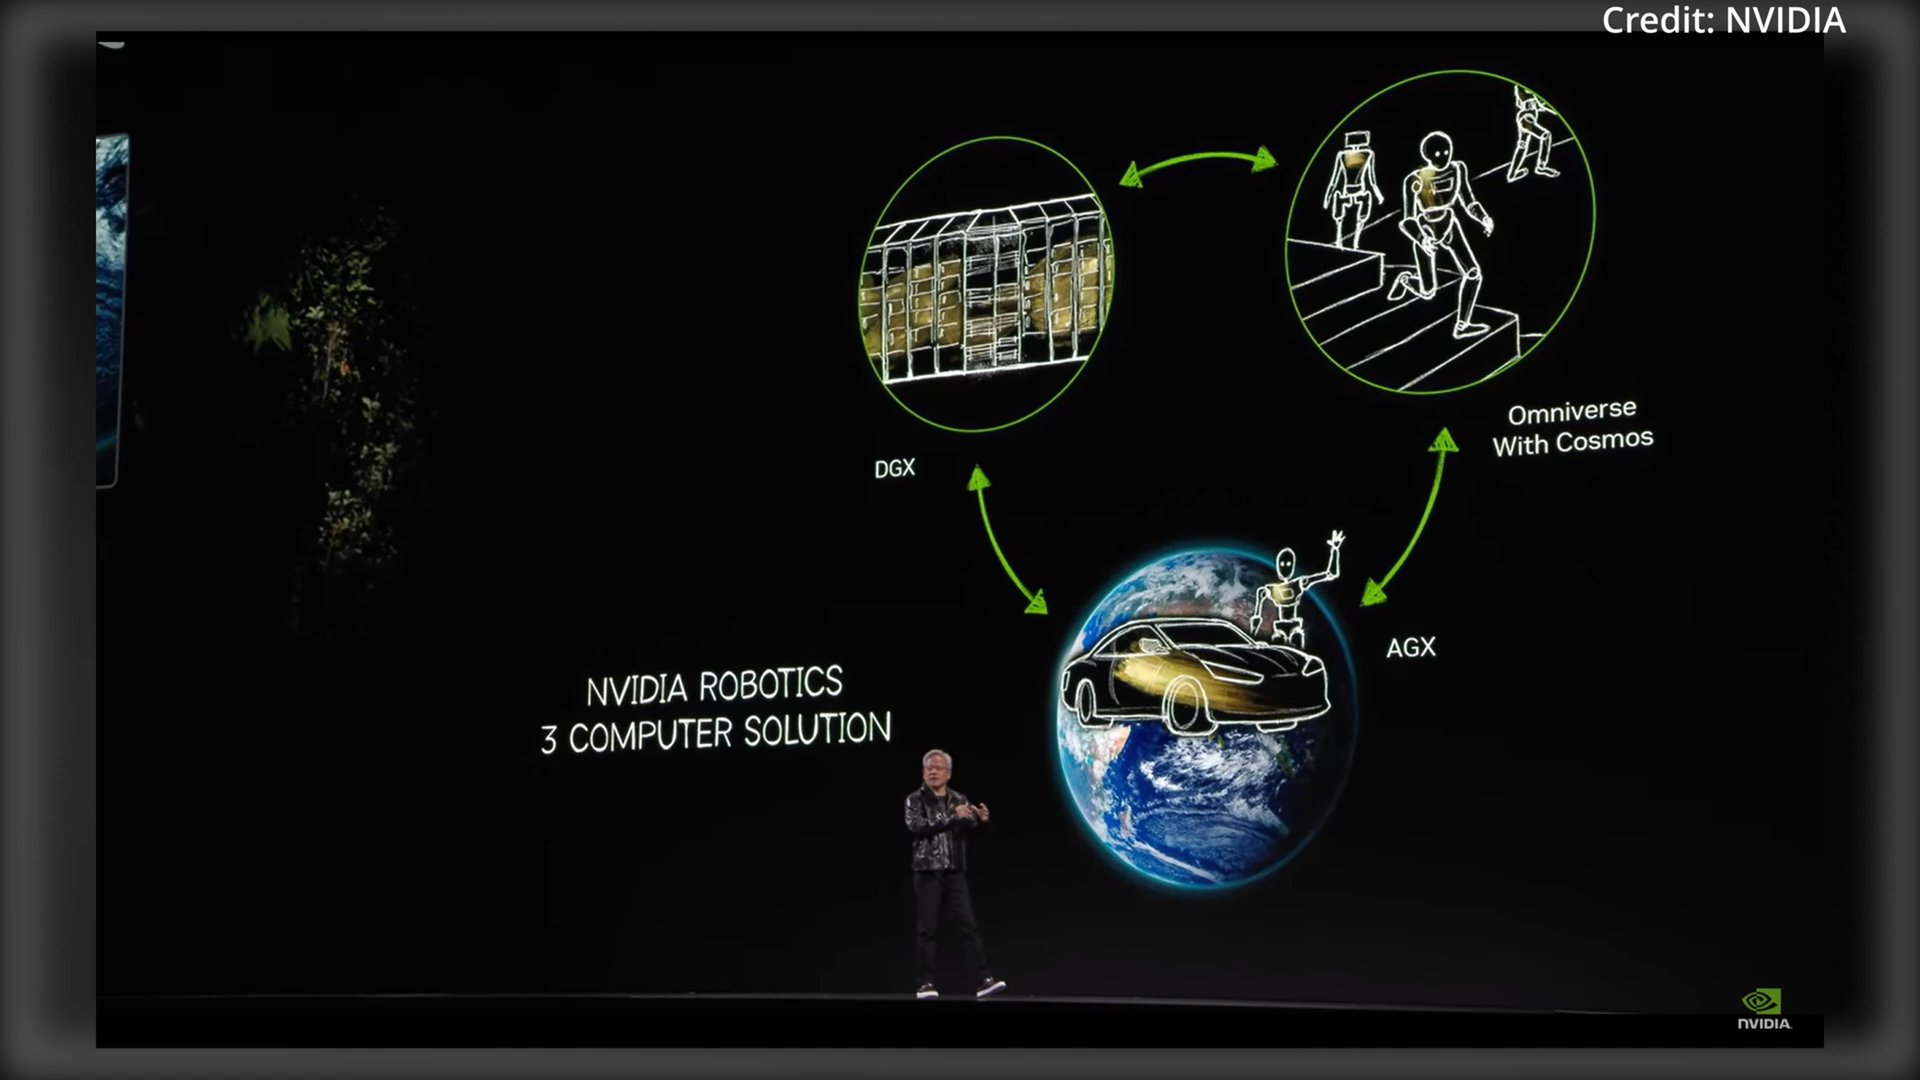 Credit: NVIDIA
Omniverse
With Cosmos
DGX
AGX
NVIDIA ROBOTICS
3 COMPUTER SOLUTION
NVIDIA.